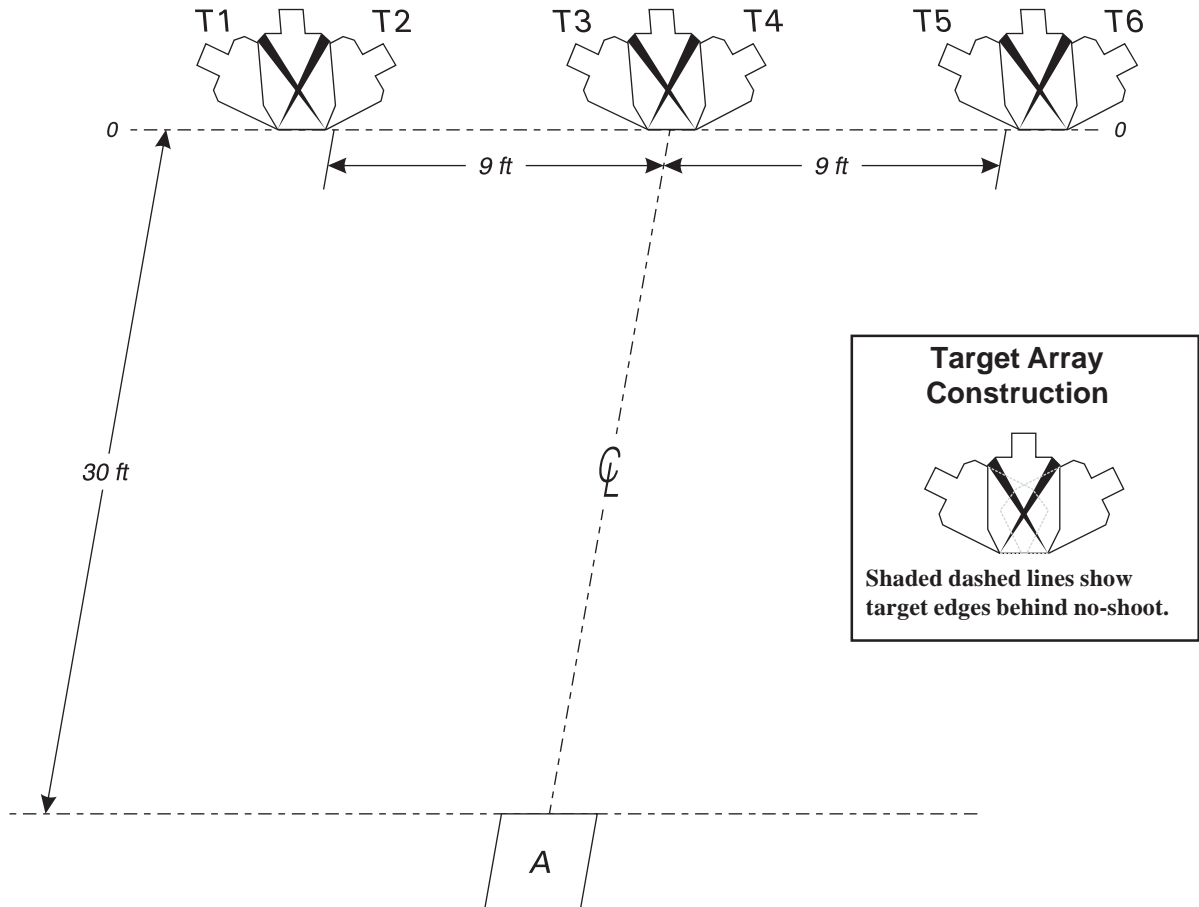 T1 T2 T3 T4 T5 T6
0 0
9 ft 9 ft
Target Array
Construction
30 ft
CL
Shaded dashed lines show
target edges behind no-shoot.
A